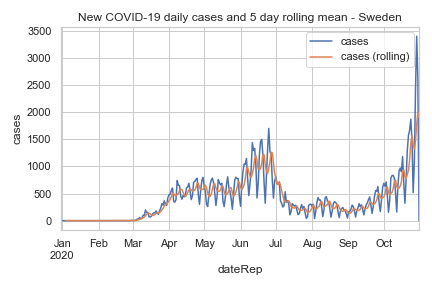 New COVID-19 daily cases and 5 day rolling mean - Sweden
3500
3000
2500
2000
1500
1000
500
0
cases
cases
cases (rolling)
Jan Feb Mar Apr May Jun Jul Aug Sep Oct
2020
dateRep